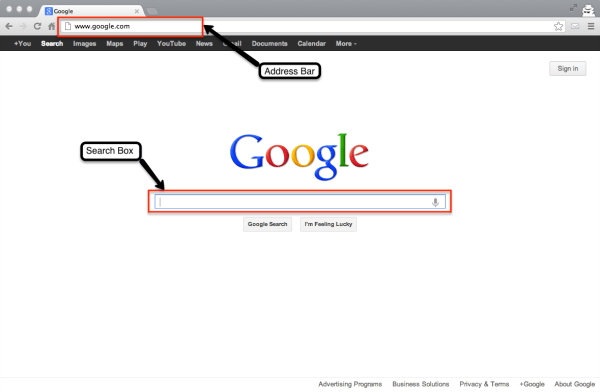 Google
www.google.com
+You Search Images Maps Play YouTube News Gmail Documents Calendar More
Address Bar
Sign in
Google
Search Box
Google Search I'm Feeling Lucky
Advertising Programs Business Solutions Privacy & Terms +Google About Google